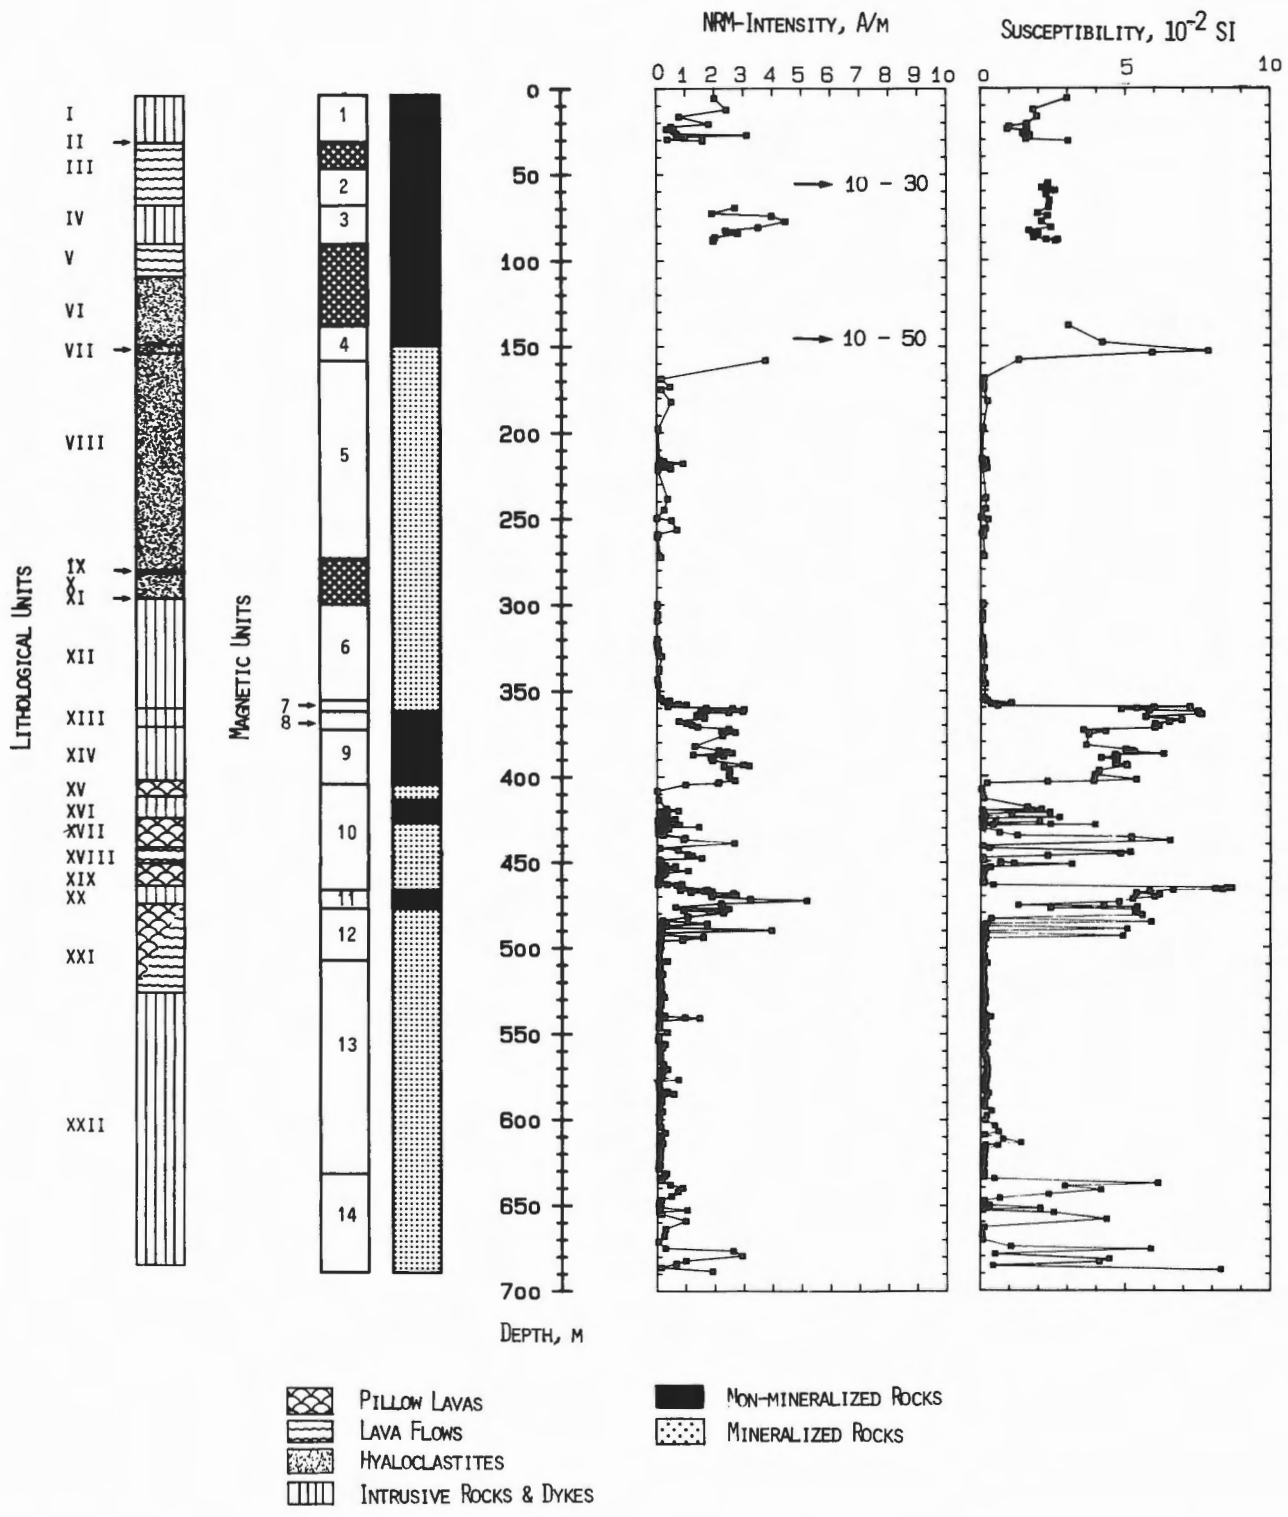 NRM-INTENSITY, A/M
SUSCEPTIBILITY, 10⁻² SI
0 1 2 3 4 5 6 7 8 9 10
0 5 10
LITHOLOGICAL UNITS
I
II
III
IV
V
VI
VII
VIII
IX
X
XI
XII
XIII
XIV
XV
XVI
XVII
XVIII
XIX
XX
XXI
XXII
MAGNETIC UNITS
1
2
3
4
5
6
7
8
9
10
11
12
13
14
0
50
100
150
200
250
300
350
400
450
500
550
600
650
700
DEPTH, M
10 - 30
10 - 50
PILLOW LAVAS
LAVA FLOWS
HYALOCLASTITES
INTRUSIVE ROCKS & DYKES
NON-MINERALIZED ROCKS
MINERALIZED ROCKS